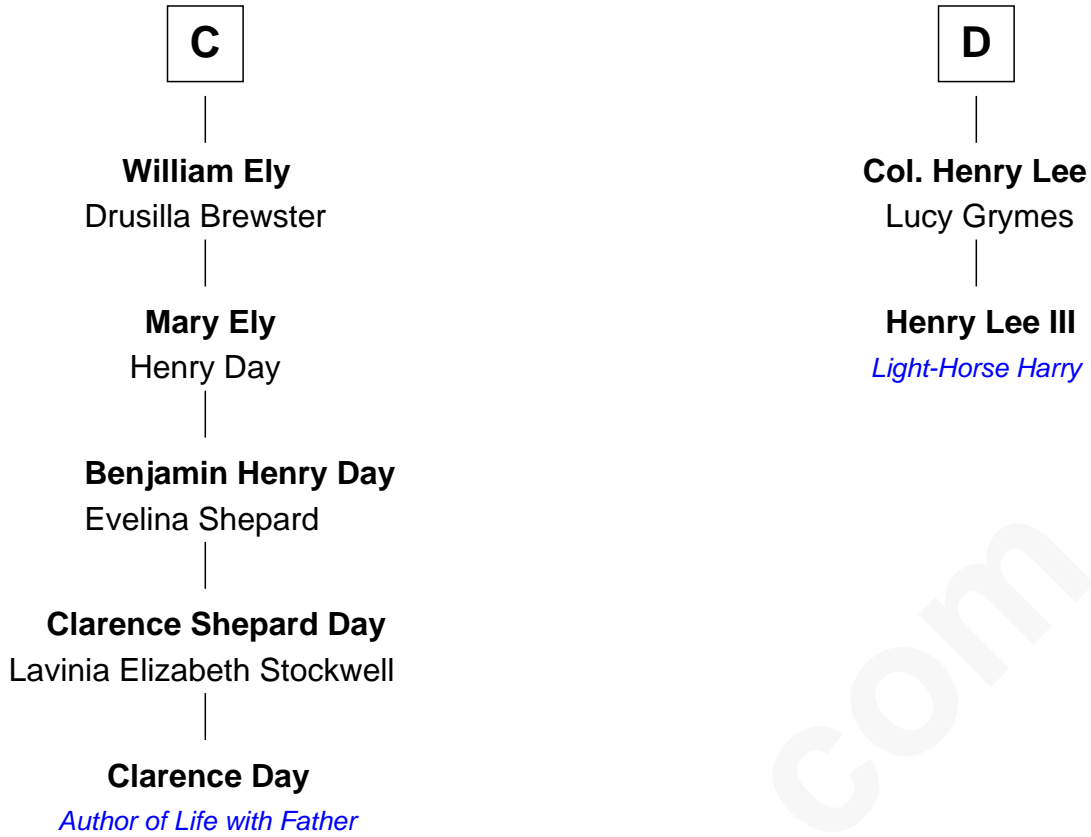 C
William Ely
Drusilla Brewster
Mary Ely
Henry Day
Benjamin Henry Day
Evelina Shepard
Clarence Shepard Day
Lavinia Elizabeth Stockwell
Clarence Day
Author of Life with Father
D
Col. Henry Lee
Lucy Grymes
Henry Lee III
Light-Horse Harry
com